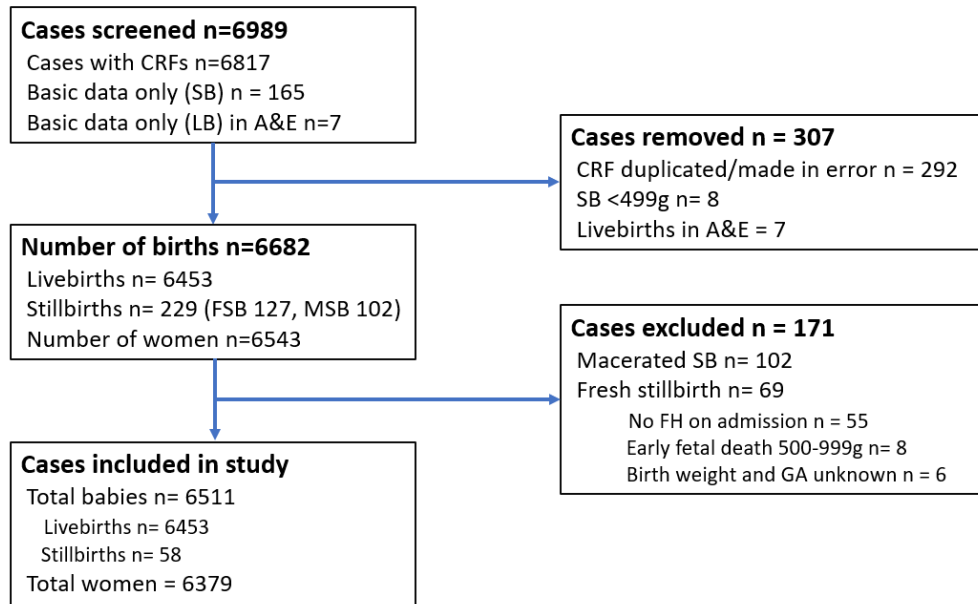 Cases screened n=6989
Cases with CRFs n=6817
Basic data only (SB) n = 165
Basic data only (LB) in A&E n=7
Cases removed n = 307
CRF duplicated/made in error n = 292
SB <499g n= 8
Livebirths in A&E = 7
Number of births n=6682
Livebirths n= 6453
Stillbirths n= 229 (FSB 127, MSB 102)
Number of women n=6543
Cases excluded n = 171
Macerated SB n= 102
Fresh stillbirth n= 69
No FH on admission n = 55
Early fetal death 500-999g n= 8
Birth weight and GA unknown n = 6
Cases included in study
Total babies n= 6511
Livebirths n= 6453
Stillbirths n= 58
Total women = 6379